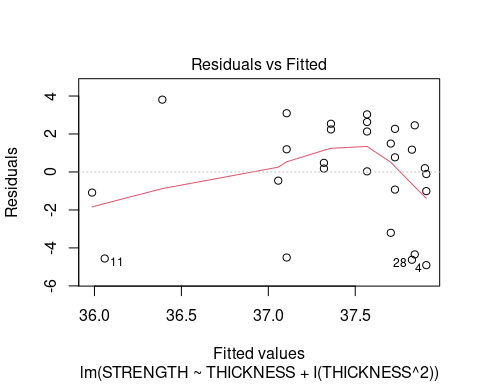 Residuals vs Fitted
Residuals
4
2
0
-2
-4
-6
11
28
4
36.0 36.5 37.0 37.5
Fitted values
lm(STRENGTH ~ THICKNESS + I(THICKNESS^2))